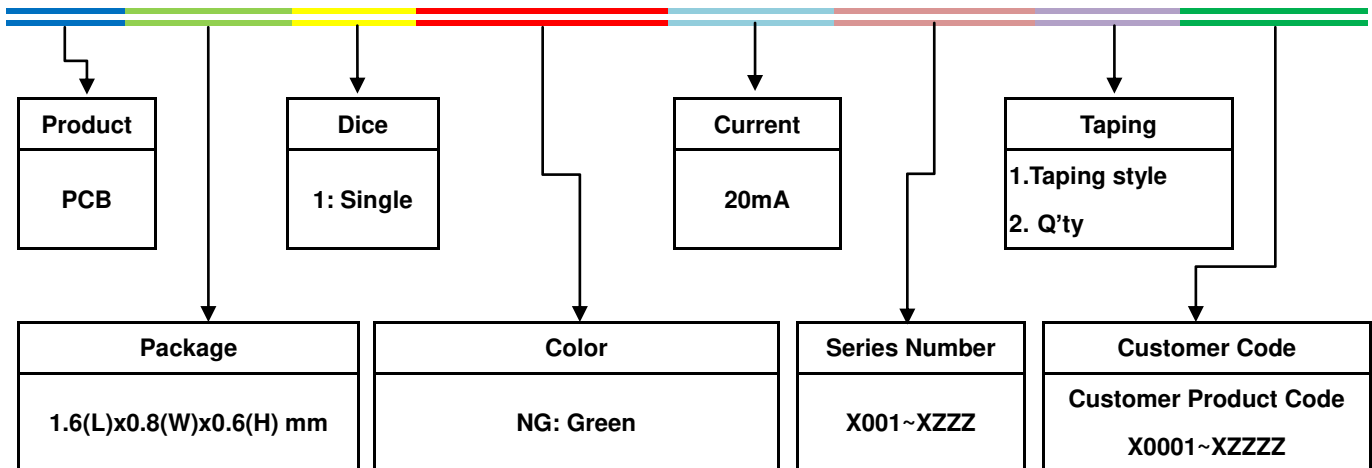 Product
PCB
Dice
1: Single
Current
20mA
Taping
1.Taping style
2. Q'ty
Package
1.6(L)x0.8(W)x0.6(H) mm
Color
NG: Green
Series Number
X001~XZZZ
Customer Code
Customer Product Code
X0001~XZZZZ